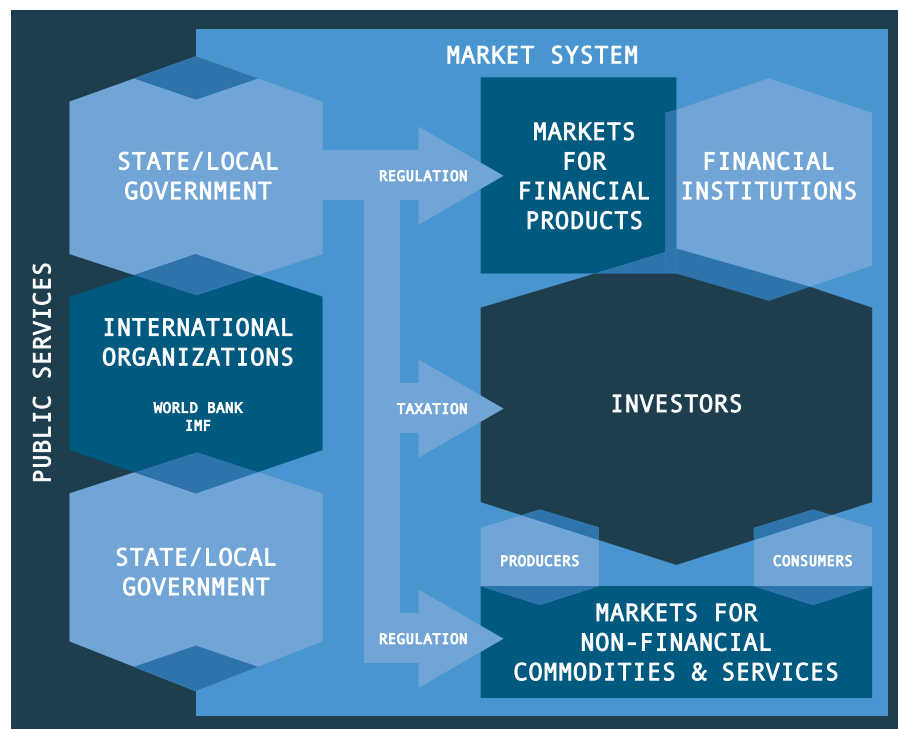 MARKET SYSTEM
PUBLIC SERVICES
STATE/LOCAL
GOVERNMENT
REGULATION
MARKETS
FOR
FINANCIAL
PRODUCTS
FINANCIAL
INSTITUTIONS
INTERNATIONAL
ORGANIZATIONS
WORLD BANK
IMF
TAXATION
INVESTORS
STATE/LOCAL
GOVERNMENT
PRODUCERS
CONSUMERS
REGULATION
MARKETS FOR
NON-FINANCIAL
COMMODITIES & SERVICES